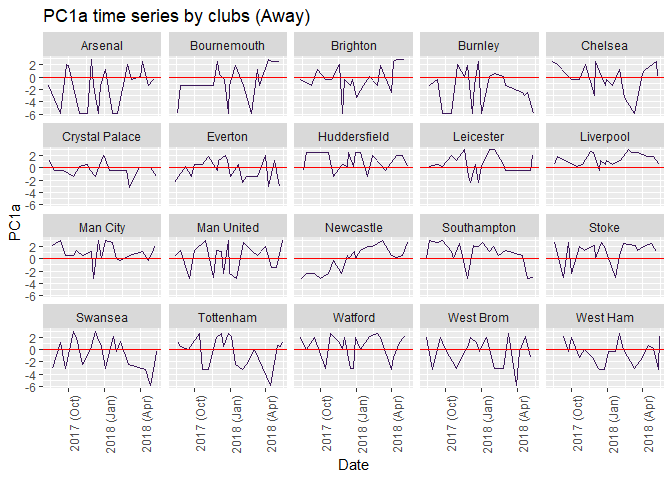 PC1a time series by clubs (Away)
Arsenal Bournemouth Brighton Burnley Chelsea
2
0
-2
-4
-6
Crystal Palace Everton Huddersfield Leicester Liverpool
2
0
-2
-4
-6
Man City Man United Newcastle Southampton Stoke
2
0
-2
-4
-6
Swansea Tottenham Watford West Brom West Ham
2
0
-2
-4
-6
PC1a
2017 (Oct) 2018 (Jan) 2018 (Apr) 2017 (Oct) 2018 (Jan) 2018 (Apr) 2017 (Oct) 2018 (Jan) 2018 (Apr) 2017 (Oct) 2018 (Jan) 2018 (Apr) 2017 (Oct) 2018 (Jan) 2018 (Apr)
Date